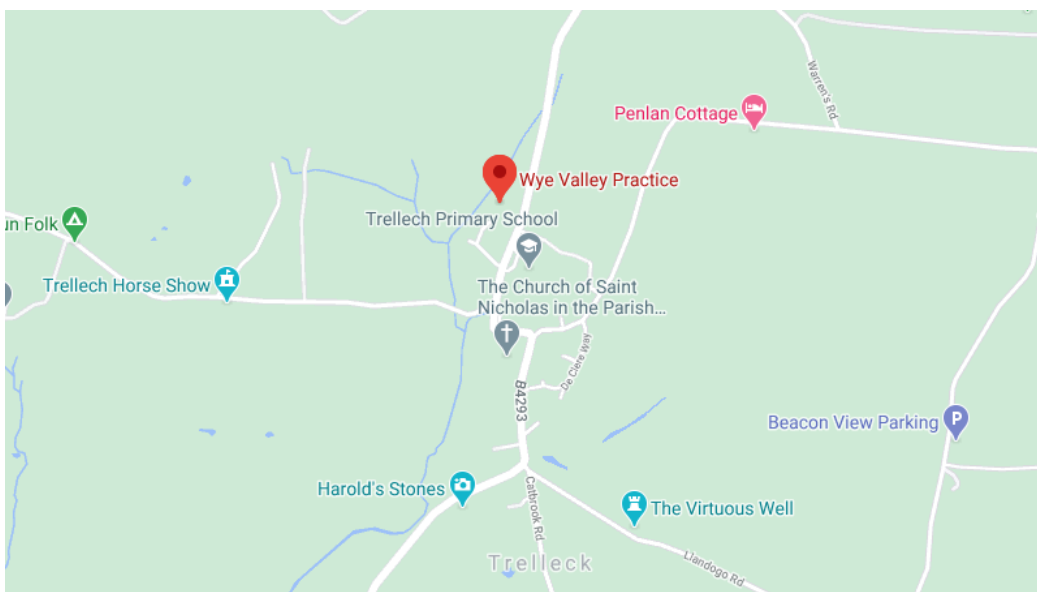 Warren's Rd
Penlan Cottage
Wye Valley Practice
Trellech Primary School
Folk
Trellech Horse Show
The Church of Saint
Nicholas in the Parish...
De Clere Way
B4293
Beacon View Parking
P
Harold's Stones
Catbrook Rd
The Virtuous Well
Llandogo Rd
Trelleck